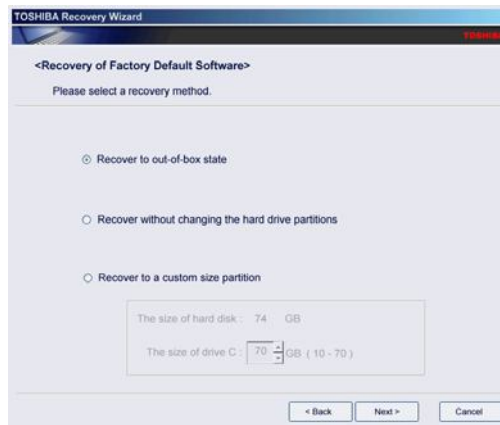 TOSHIBA Recovery Wizard
TOSHIBA
<Recovery of Factory Default Software>
Please select a recovery method.
Recover to out-of-box state
Recover without changing the hard drive partitions
Recover to a custom size partition
The size of hard disk : 74 GB
The size of drive C : 70 GB ( 10 - 70 )
< Back Next > Cancel